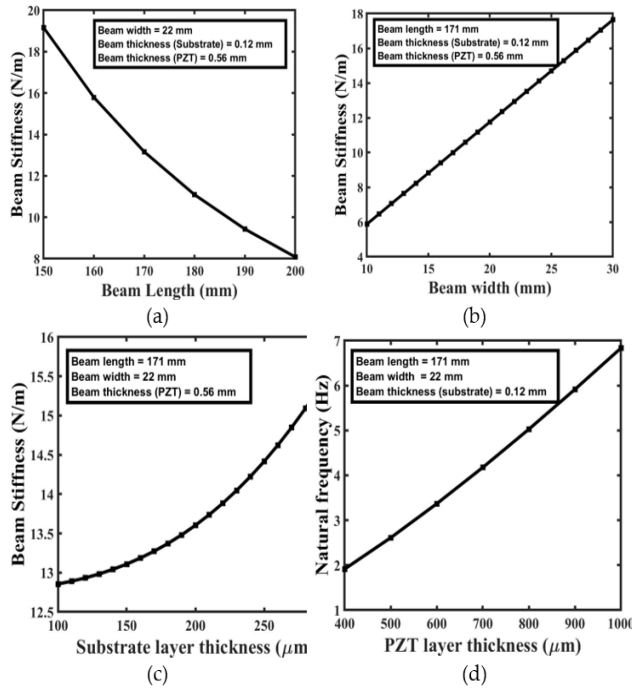 20
18
16
14
12
10
8
Beam Stiffness (N/m)
Beam width = 22 mm
Beam thickness (Substrate) = 0.12 mm
Beam thickness (PZT) = 0.56 mm
150 160 170 180 190 200
Beam Length (mm)
(a)
18
16
14
12
10
8
6
4
Beam Stiffness (N/m)
Beam length = 171 mm
Beam thickness (Substrate) = 0.12 mm
Beam thickness (PZT) = 0.56 mm
10 15 20 25 30
Beam width (mm)
(b)
16
15.5
15
14.5
14
13.5
13
12.5
Beam Stiffness (N/m)
Beam length = 171 mm
Beam width = 22 mm
Beam thickness (PZT) = 0.56 mm
100 150 200 250
Substrate layer thickness (μm
(c)
7
6
5
4
3
2
1
Natural frequency (Hz)
Beam length = 171 mm
Beam width = 22 mm
Beam thickness (substrate) = 0.12 mm
400 500 600 700 800 900 1000
PZT layer thickness (μm)
(d)